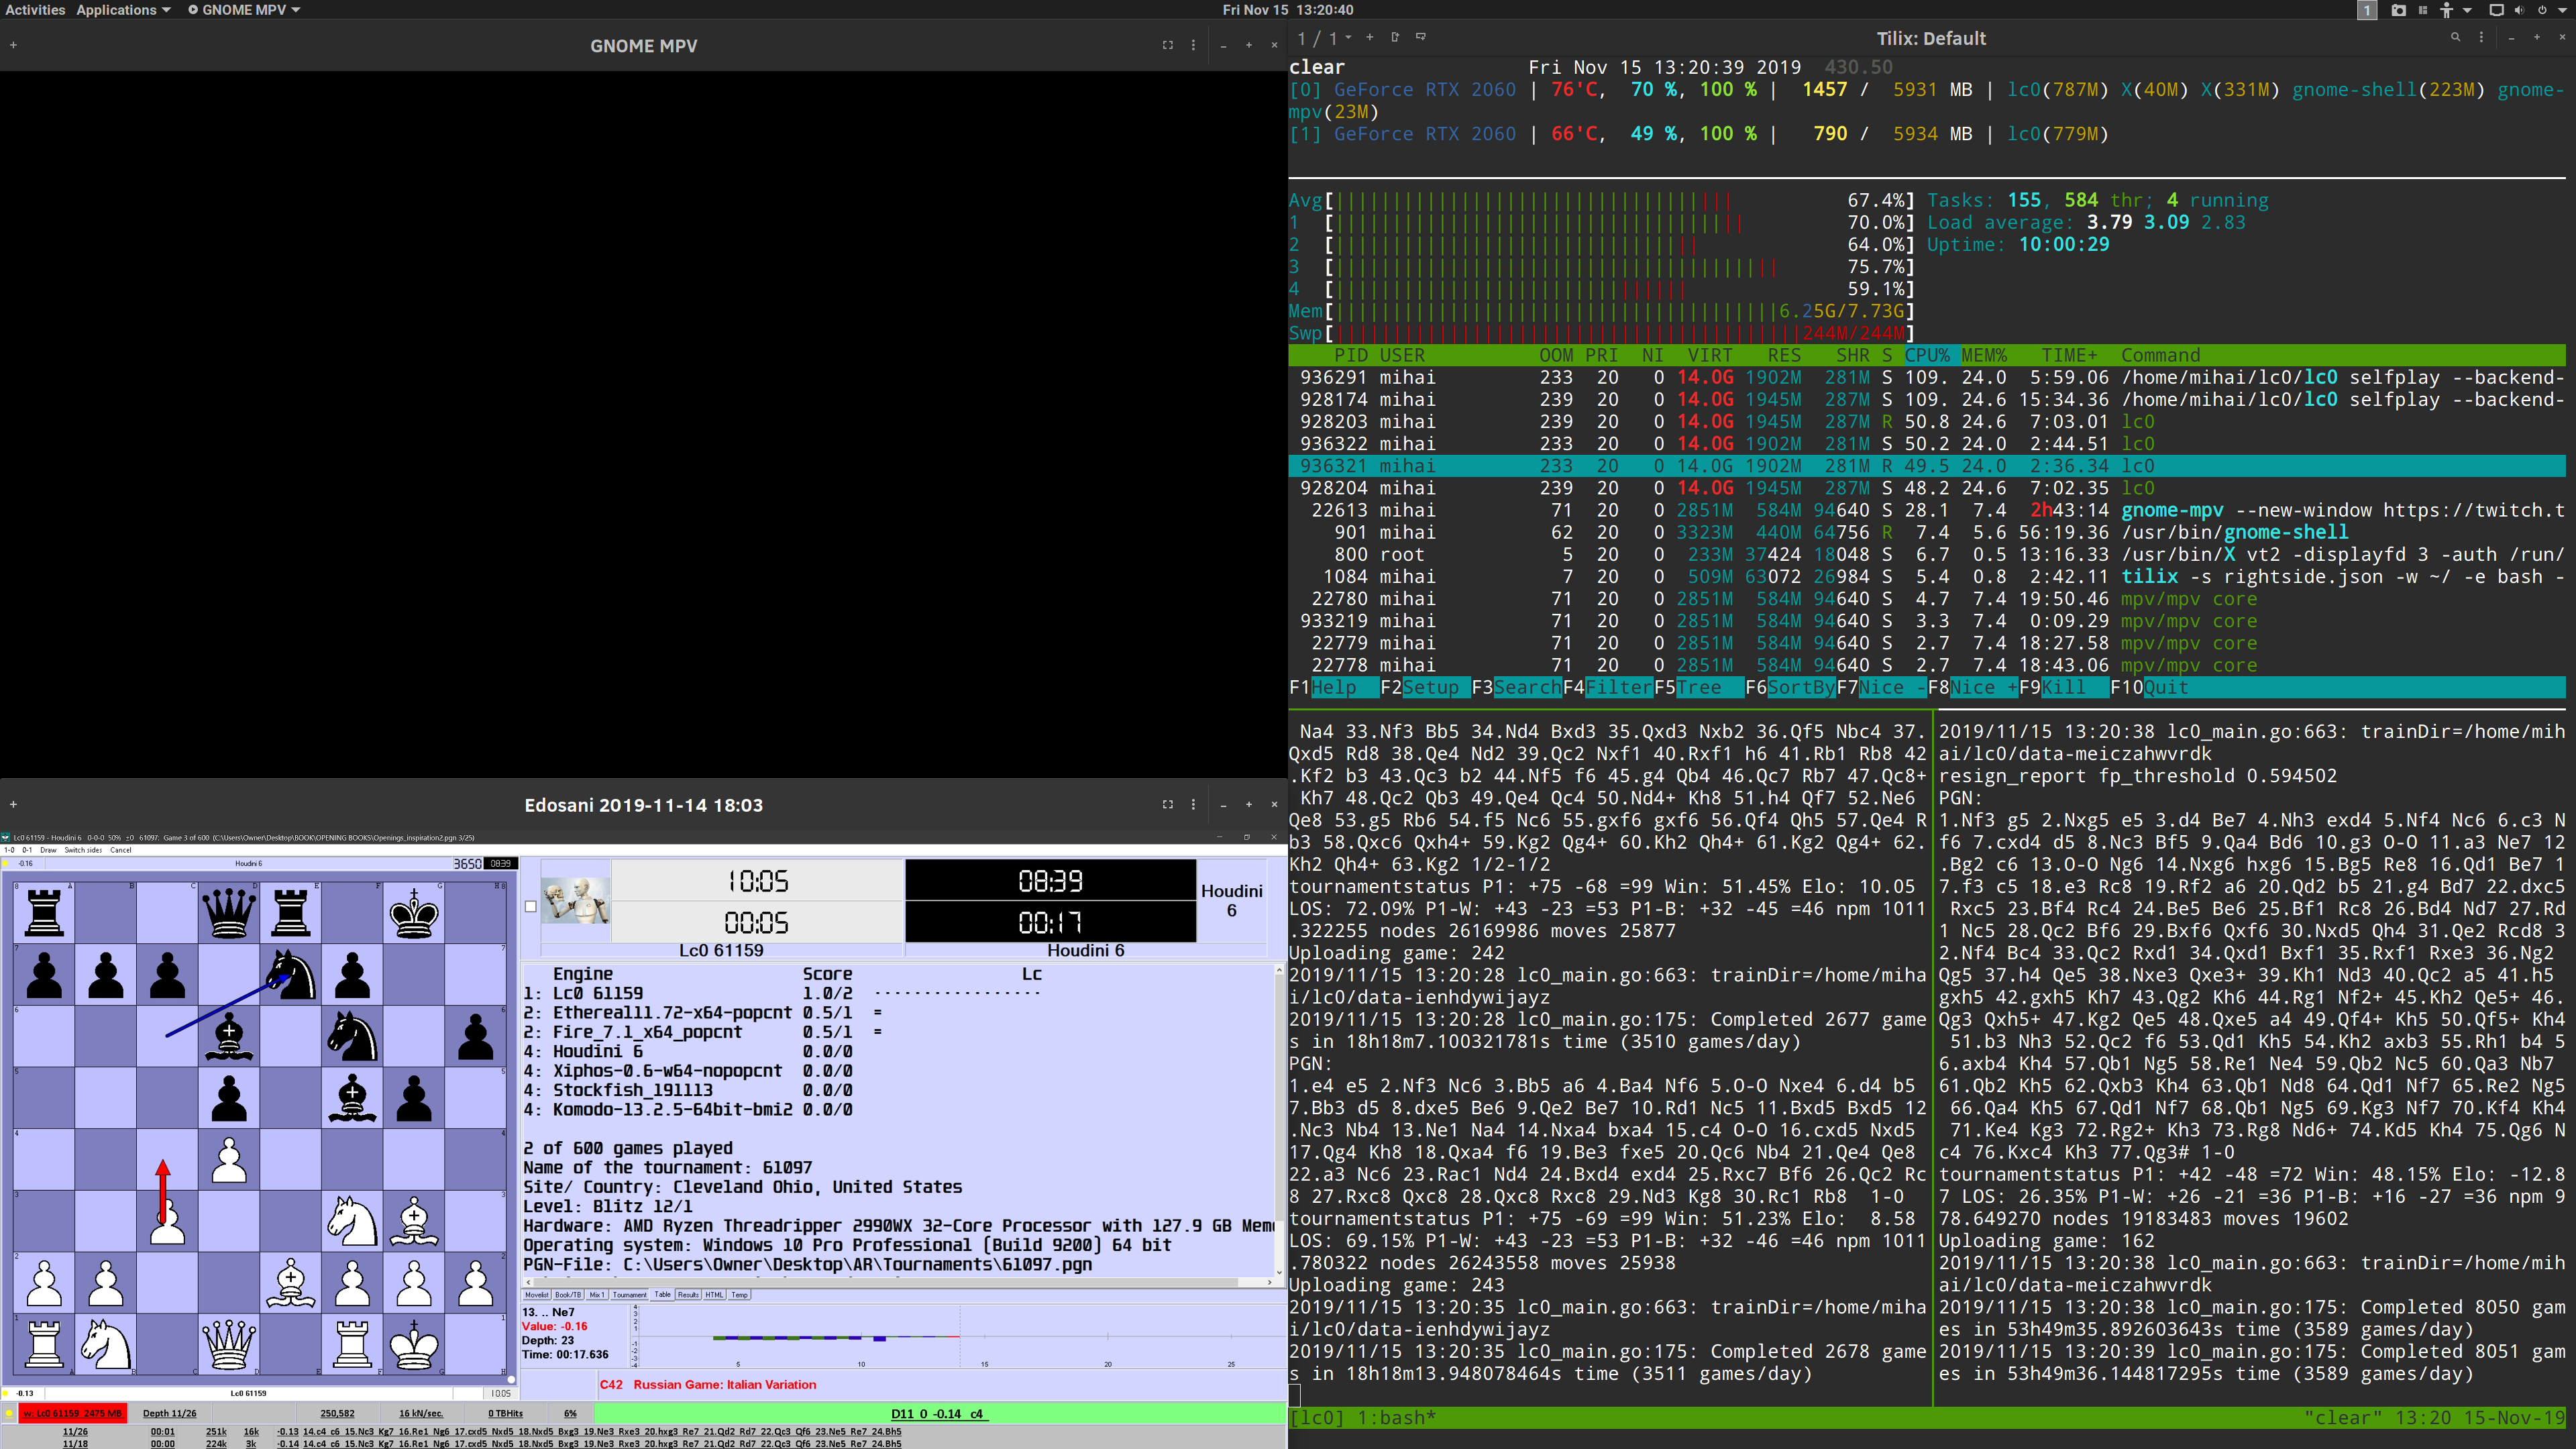 Activities Applications GNOME MPV Fri Nov 15 13:20:40 1
GNOME MPV
1 / 1 Tilix: Default
clear Fri Nov 15 13:20:39 2019 430.50
[0] GeForce RTX 2060 | 76'C, 70 %, 100 % | 1457 / 5931 MB | lc0(787M) X(40M) X(331M) gnome-shell(223M) gnome-
mpv(23M)
[1] GeForce RTX 2060 | 66'C, 49 %, 100 % | 790 / 5934 MB | lc0(779M)
Avg[ 67.4%] Tasks: 155, 584 thr; 4 running
1 [ 70.0%] Load average: 3.79 3.09 2.83
2 [ 64.0%] Uptime: 10:00:29
3 [ 75.7%]
4 [ 59.1%]
Mem[ 6.25G/7.73G]
Swp[ 244M/244M]
PID USER OOM PRI NI VIRT RES SHR S CPU% MEM% TIME+ Command
936291 mihai 233 20 0 14.0G 1902M 281M S 109. 24.0 5:59.06 /home/mihai/lc0/lc0 selfplay --backend-
928174 mihai 239 20 0 14.0G 1945M 287M S 109. 24.6 15:34.36 /home/mihai/lc0/lc0 selfplay --backend-
928203 mihai 239 20 0 14.0G 1945M 287M R 50.8 24.6 7:03.01 lc0
936322 mihai 233 20 0 14.0G 1902M 281M S 50.2 24.0 2:44.51 lc0
936321 mihai 233 20 0 14.0G 1902M 281M R 49.5 24.0 2:36.34 lc0
928204 mihai 239 20 0 14.0G 1945M 287M S 48.2 24.6 7:02.35 lc0
22613 mihai 71 20 0 2851M 584M 94640 S 28.1 7.4 2h43:14 gnome-mpv --new-window https://twitch.t
901 mihai 62 20 0 3323M 440M 64756 R 7.4 5.6 56:19.36 /usr/bin/gnome-shell
800 root 5 20 0 233M 37424 18048 S 6.7 0.5 13:16.33 /usr/bin/X vt2 -displayfd 3 -auth /run/
1084 mihai 7 20 0 509M 63072 26984 S 5.4 0.8 2:42.11 tilix -s rightside.json -w ~/ -e bash -
22780 mihai 71 20 0 2851M 584M 94640 S 4.7 7.4 19:50.46 mpv/mpv core
933219 mihai 71 20 0 2851M 584M 94640 S 3.3 7.4 0:09.29 mpv/mpv core
22779 mihai 71 20 0 2851M 584M 94640 S 2.7 7.4 18:27.58 mpv/mpv core
22778 mihai 71 20 0 2851M 584M 94640 S 2.7 7.4 18:43.06 mpv/mpv core
F1Help F2Setup F3SearchF4FilterF5Tree F6SortByF7Nice -F8Nice +F9Kill F10Quit
Na4 33.Nf3 Bb5 34.Nd4 Bxd3 35.Qxd3 Nxb2 36.Qf5 Nbc4 37.
Qxd5 Rd8 38.Qe4 Nd2 39.Qc2 Nxf1 40.Rxf1 h6 41.Rb1 Rb8 42
.Kf2 b3 43.Qc3 b2 44.Nf5 f6 45.g4 Qb4 46.Qc7 Rb7 47.Qc8+
Kh7 48.Qc2 Qb3 49.Qe4 Qc4 50.Nd4+ Kh8 51.h4 Qf7 52.Ne6
Qe8 53.g5 Rb6 54.f5 Nc6 55.gxf6 gxf6 56.Qf4 Qh5 57.Qe4 R
b3 58.Qxc6 Qxh4+ 59.Kg2 Qg4+ 60.Kh2 Qh4+ 61.Kg2 Qg4+ 62.
Kh2 Qh4+ 63.Kg2 1/2-1/2
tournamentstatus P1: +75 -68 =99 Win: 51.45% Elo: 10.05
LOS: 72.09% P1-W: +43 -23 =53 P1-B: +32 -45 =46 npm 1011
.322255 nodes 26169986 moves 25877
Uploading game: 242
2019/11/15 13:20:28 lc0_main.go:663: trainDir=/home/miha
i/lc0/data-ienhdywijayz
2019/11/15 13:20:28 lc0_main.go:175: Completed 2677 game
s in 18h18m7.100321781s time (3510 games/day)
PGN:
1.e4 e5 2.Nf3 Nc6 3.Bb5 a6 4.Ba4 Nf6 5.O-O Nxe4 6.d4 b5
7.Bb3 d5 8.dxe5 Be6 9.Qe2 Be7 10.Rd1 Nc5 11.Bxd5 Bxd5 12
.Nc3 Nb4 13.Ne1 Na4 14.Nxa4 bxa4 15.c4 O-O 16.cxd5 Nxd5
17.Qg4 Kh8 18.Qxa4 f6 19.Be3 fxe5 20.Qc6 Nb4 21.Qe4 Qe8
22.a3 Nc6 23.Rac1 Nd4 24.Bxd4 exd4 25.Rxc7 Bf6 26.Qc2 Rc
8 27.Rxc8 Qxc8 28.Qxc8 Rxc8 29.Nd3 Kg8 30.Rc1 Rb8 1-0
tournamentstatus P1: +75 -69 =99 Win: 51.23% Elo: 8.58
LOS: 69.15% P1-W: +43 -23 =53 P1-B: +32 -46 =46 npm 1011
.780322 nodes 26243558 moves 25938
Uploading game: 243
2019/11/15 13:20:35 lc0_main.go:663: trainDir=/home/miha
i/lc0/data-ienhdywijayz
2019/11/15 13:20:35 lc0_main.go:175: Completed 2678 game
s in 18h18m13.948078464s time (3511 games/day)
2019/11/15 13:20:38 lc0_main.go:663: trainDir=/home/mih
ai/lc0/data-meiczahwvrdk
resign_report fp_threshold 0.594502
PGN:
1.Nf3 g5 2.Nxg5 e5 3.d4 Be7 4.Nh3 exd4 5.Nf4 Nc6 6.c3 N
f6 7.cxd4 d5 8.Nc3 Bf5 9.Qa4 Bd6 10.g3 O-O 11.a3 Ne7 12
.Bg2 c6 13.O-O Ng6 14.Nxg6 hxg6 15.Bg5 Re8 16.Qd1 Be7 1
7.f3 c5 18.e3 Rc8 19.Rf2 a6 20.Qd2 b5 21.g4 Bd7 22.dxc5
Rxc5 23.Bf4 Rc4 24.Be5 Be6 25.Bf1 Rc8 26.Bd4 Nd7 27.Rd
1 Nc5 28.Qc2 Bf6 29.Bxf6 Qxf6 30.Nxd5 Qh4 31.Qe2 Rcd8 3
2.Nf4 Bc4 33.Qc2 Rxd1 34.Qxd1 Bxf1 35.Rxf1 Rxe3 36.Ng2
Qg5 37.h4 Qe5 38.Nxe3 Qxe3+ 39.Kh1 Nd3 40.Qc2 a5 41.h5
gxh5 42.gxh5 Kh7 43.Qg2 Kh6 44.Rg1 Nf2+ 45.Kh2 Qe5+ 46.
Qg3 Qxh5+ 47.Kg2 Qe5 48.Qxe5 a4 49.Qf4+ Kh5 50.Qf5+ Kh4
51.b3 Nh3 52.Qc2 f6 53.Qd1 Kh5 54.Kh2 axb3 55.Rh1 b4 5
6.axb4 Kh4 57.Qb1 Ng5 58.Re1 Ne4 59.Qb2 Nc5 60.Qa3 Nb7
61.Qb2 Kh5 62.Qxb3 Kh4 63.Qb1 Nd8 64.Qd1 Nf7 65.Re2 Ng5
66.Qa4 Kh5 67.Qd1 Nf7 68.Qb1 Ng5 69.Kg3 Nf7 70.Kf4 Kh4
71.Ke4 Kg3 72.Rg2+ Kh3 73.Rg8 Nd6+ 74.Kd5 Kh4 75.Qg6 N
c4 76.Kxc4 Kh3 77.Qg3# 1-0
tournamentstatus P1: +42 -48 =72 Win: 48.15% Elo: -12.8
7 LOS: 26.35% P1-W: +26 -21 =36 P1-B: +16 -27 =36 npm 9
78.649270 nodes 19183483 moves 19602
Uploading game: 162
2019/11/15 13:20:38 lc0_main.go:663: trainDir=/home/mih
ai/lc0/data-meiczahwvrdk
2019/11/15 13:20:38 lc0_main.go:175: Completed 8050 gam
es in 53h49m35.892603643s time (3589 games/day)
2019/11/15 13:20:39 lc0_main.go:175: Completed 8051 gam
es in 53h49m36.144817295s time (3589 games/day)
[lc0] 1:bash* "clear" 13:20 15-Nov-19
Edosani 2019-11-14 18:03
Lc0 61159 - Houdini 6 0-0-0 50% ±0 61097: Game 3 of 600 (C:\Users\Owner\Desktop\BOOK\OPENING BOOKS\Openings_inspiration2.pgn 3/25)
1-0 0-1 Draw Switch sides Cancel
-0.16 Houdini 6 3650 08:39
10:05 08:39 Houdini
00:05 00:17 6
Lc0 61159 Houdini 6
Engine Score Lc
1: Lc0 61159 1.0/2 - - - - - - - - - - - - - - - - -
2: Ethereal11.72-x64-popcnt 0.5/1 =
2: Fire_7.1_x64_popcnt 0.5/1 =
4: Houdini 6 0.0/0
4: Xiphos-0.6-w64-nopopcnt 0.0/0
4: Stockfish_191113 0.0/0
4: Komodo-13.2.5-64bit-bmi2 0.0/0
2 of 600 games played
Name of the tournament: 61097
Site/ Country: Cleveland Ohio, United States
Level: Blitz 12/1
Hardware: AMD Ryzen Threadripper 2990WX 32-Core Processor with 127.9 GB Mem
Operating system: Windows 10 Pro Professional (Build 9200) 64 bit
PGN-File: C:\Users\Owner\Desktop\AR\Tournaments\61097.pgn
Movelist Book/TB Mix 1 Tournament Table Results HTML Temp
13. .. Ne7
Value: -0.16
Depth: 23
Time: 00:17.636
5 10 15 20 25
C42 Russian Game: Italian Variation
-0.13 Lc0 61159 10:05
w: Lc0 61159, 2475 MB Depth 11/26 250,582 16 kN/sec. 0 TBHits 6% D11 0 -0.14 c4
11/26 00:01 251k 16k -0.13 14.c4 c6 15.Nc3 Kg7 16.Re1 Ng6 17.cxd5 Nxd5 18.Nxd5 Bxg3 19.Ne3 Rxe3 20.hxg3 Re7 21.Qd2 Rd7 22.Qc3 Qf6 23.Ne5 Re7 24.Bh5
11/18 00:00 224k 3k -0.14 14.c4 c6 15.Nc3 Kg7 16.Re1 Ng6 17.cxd5 Nxd5 18.Nxd5 Bxg3 19.Ne3 Rxe3 20.hxg3 Re7 21.Qd2 Rd7 22.Qc3 Qf6 23.Ne5 Re7 24.Bh5